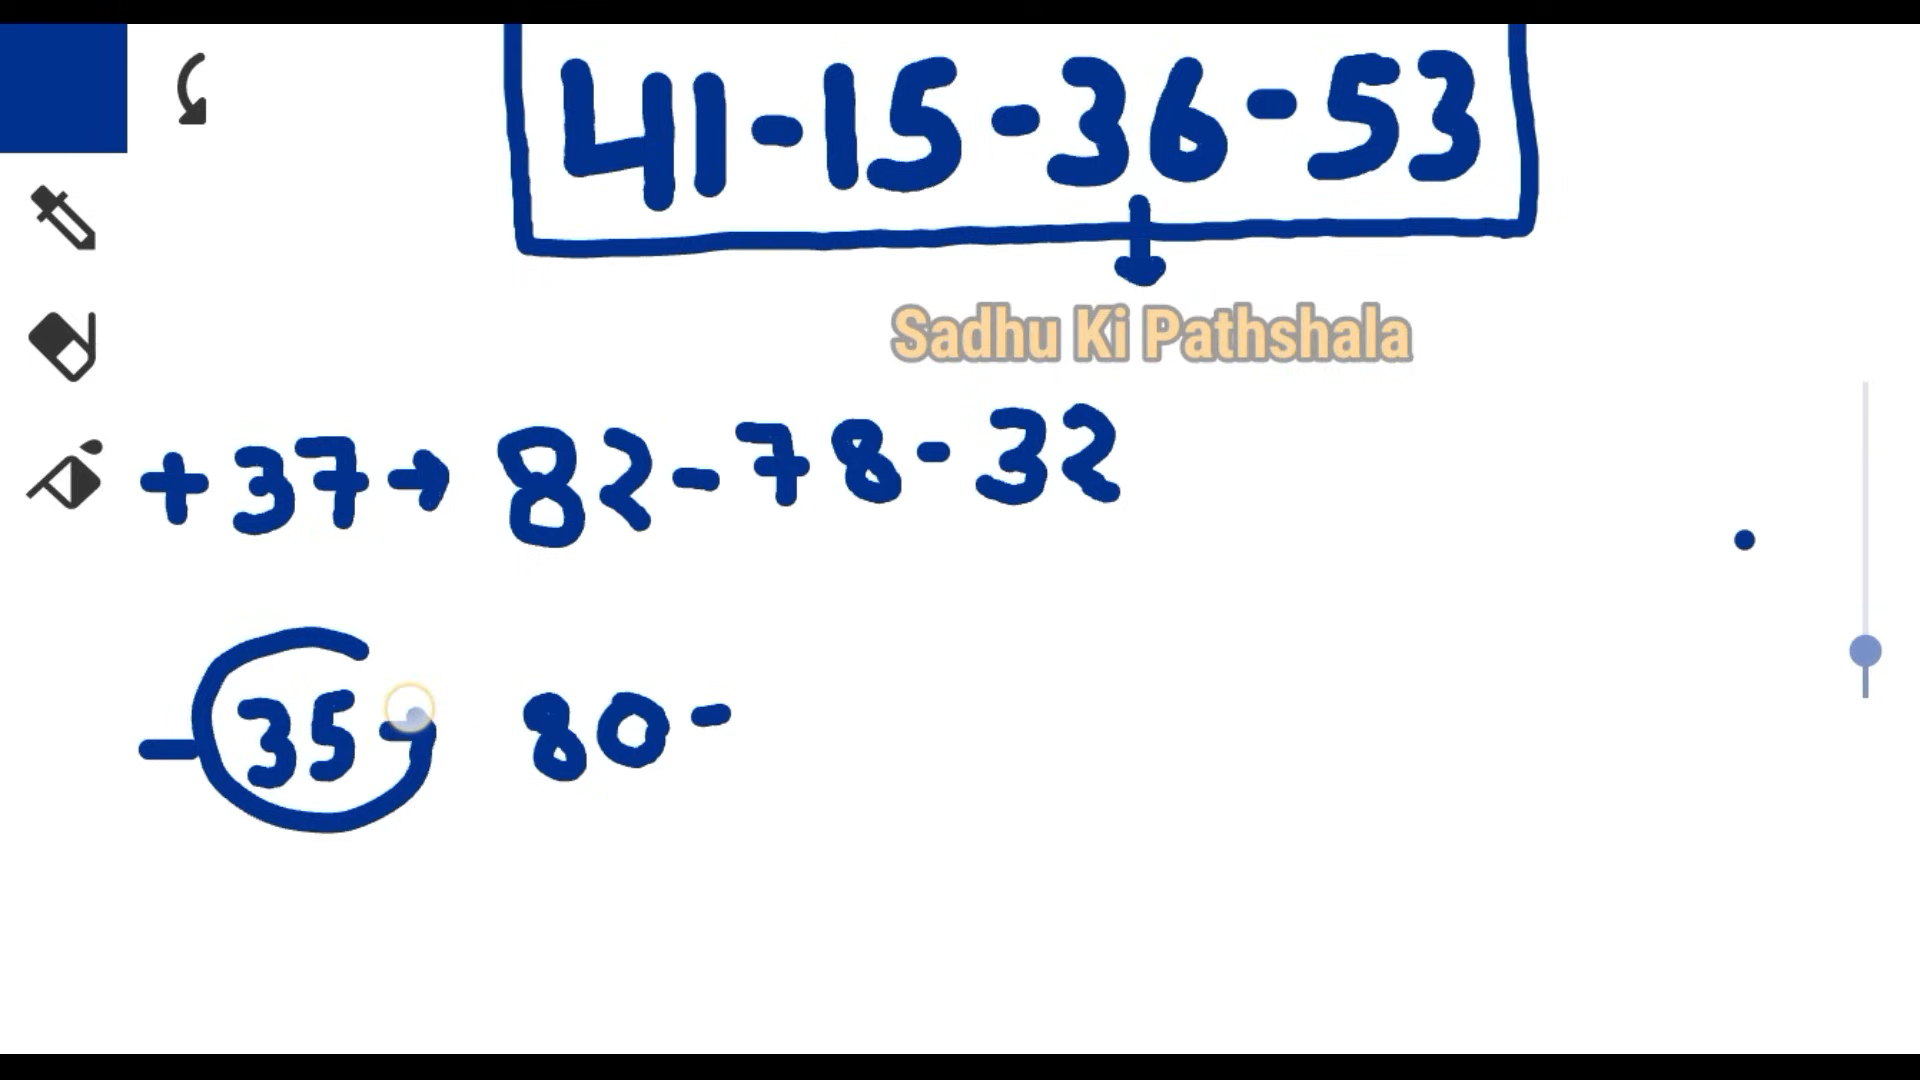 41-15-36-53
Sadhu Ki Pathshala
+37→ 82-78-32
-35→ 80-